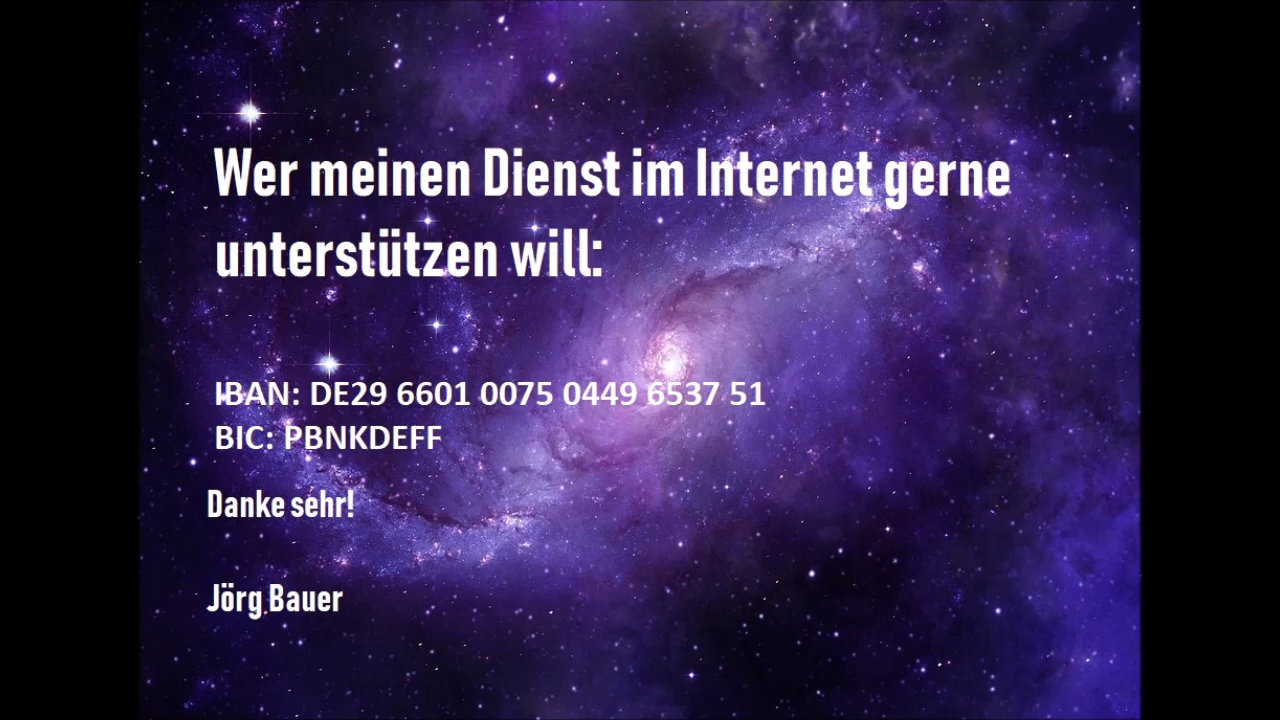 Wer meinen Dienst im Internet gerne
unterstützen will:
IBAN: DE29 6601 0075 0449 6537 51
BIC: PBNKDEFF
Danke sehr!
Jörg Bauer